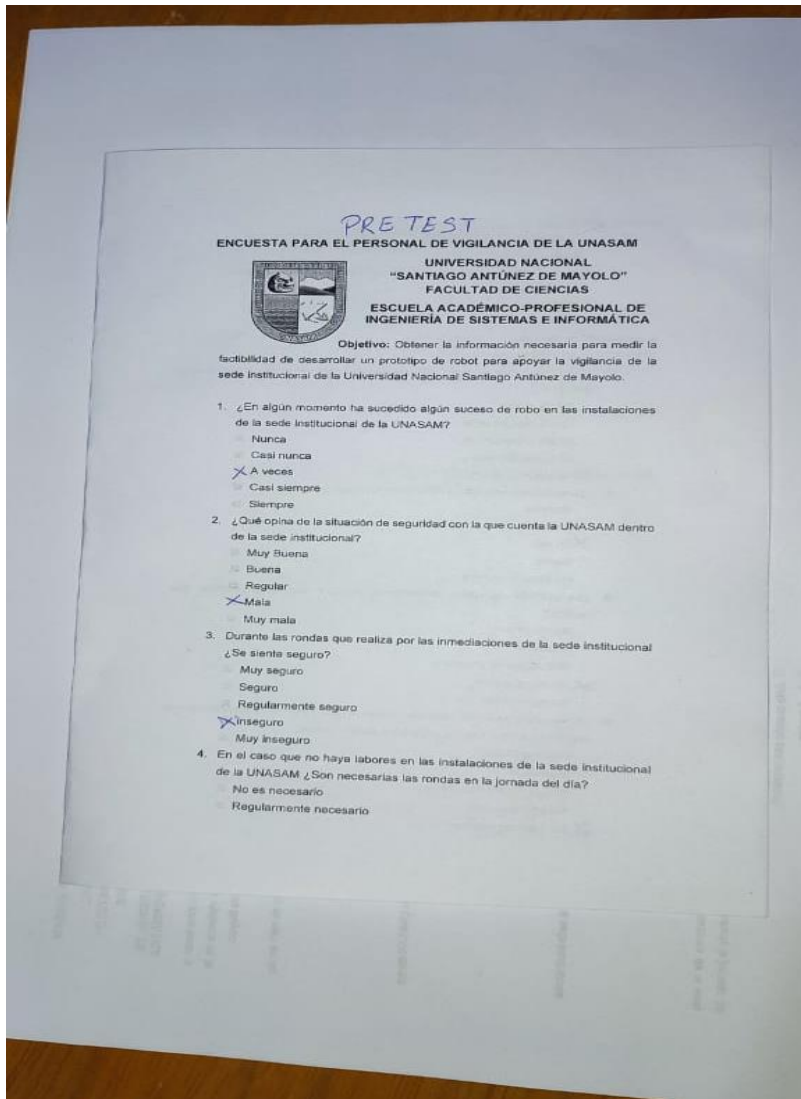 PRE TEST
ENCUESTA PARA EL PERSONAL DE VIGILANCIA DE LA UNASAM
UNIVERSIDAD NACIONAL
“SANTIAGO ANTÚNEZ DE MAYOLO”
FACULTAD DE CIENCIAS
ESCUELA ACADÉMICO-PROFESIONAL DE
INGENIERÍA DE SISTEMAS E INFORMÁTICA
Objetivo: Obtener la información necesaria para medir la
factibilidad de desarrollar un prototipo de robot para apoyar la vigilancia de la
sede institucional de la Universidad Nacional Santiago Antúnez de Mayolo.
1. ¿En algún momento ha sucedido algún suceso de robo en las instalaciones
de la sede Institucional de la UNASAM?
Nunca
Casi nunca
X A veces
Casi siempre
Siempre
2. ¿Qué opina de la situación de seguridad con la que cuenta la UNASAM dentro
de la sede institucional?
Muy Buena
Buena
Regular
X Mala
Muy mala
3. Durante las rondas que realiza por las inmediaciones de la sede institucional
¿Se siente seguro?
Muy seguro
Seguro
Regularmente seguro
X Inseguro
Muy inseguro
4. En el caso que no haya labores en las instalaciones de la sede institucional
de la UNASAM ¿Son necesarias las rondas en la jornada del día?
No es necesario
Regularmente necesario